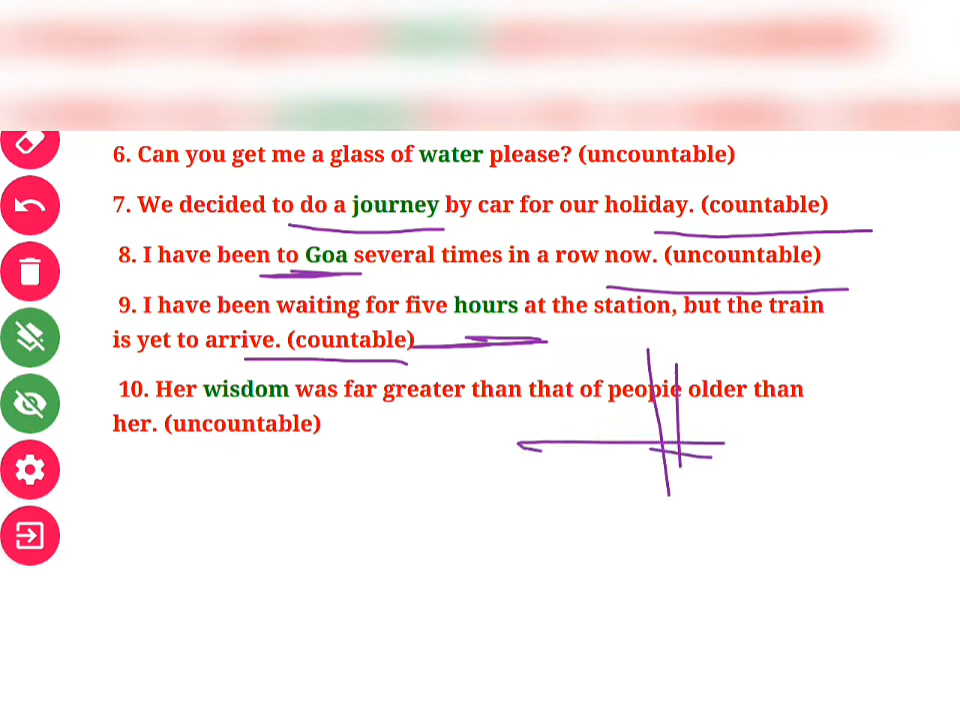 6. Can you get me a glass of water please? (uncountable)
7. We decided to do a journey by car for our holiday. (countable)
8. I have been to Goa several times in a row now. (uncountable)
9. I have been waiting for five hours at the station, but the train
is yet to arrive. (countable)
10. Her wisdom was far greater than that of people older than
her. (uncountable)